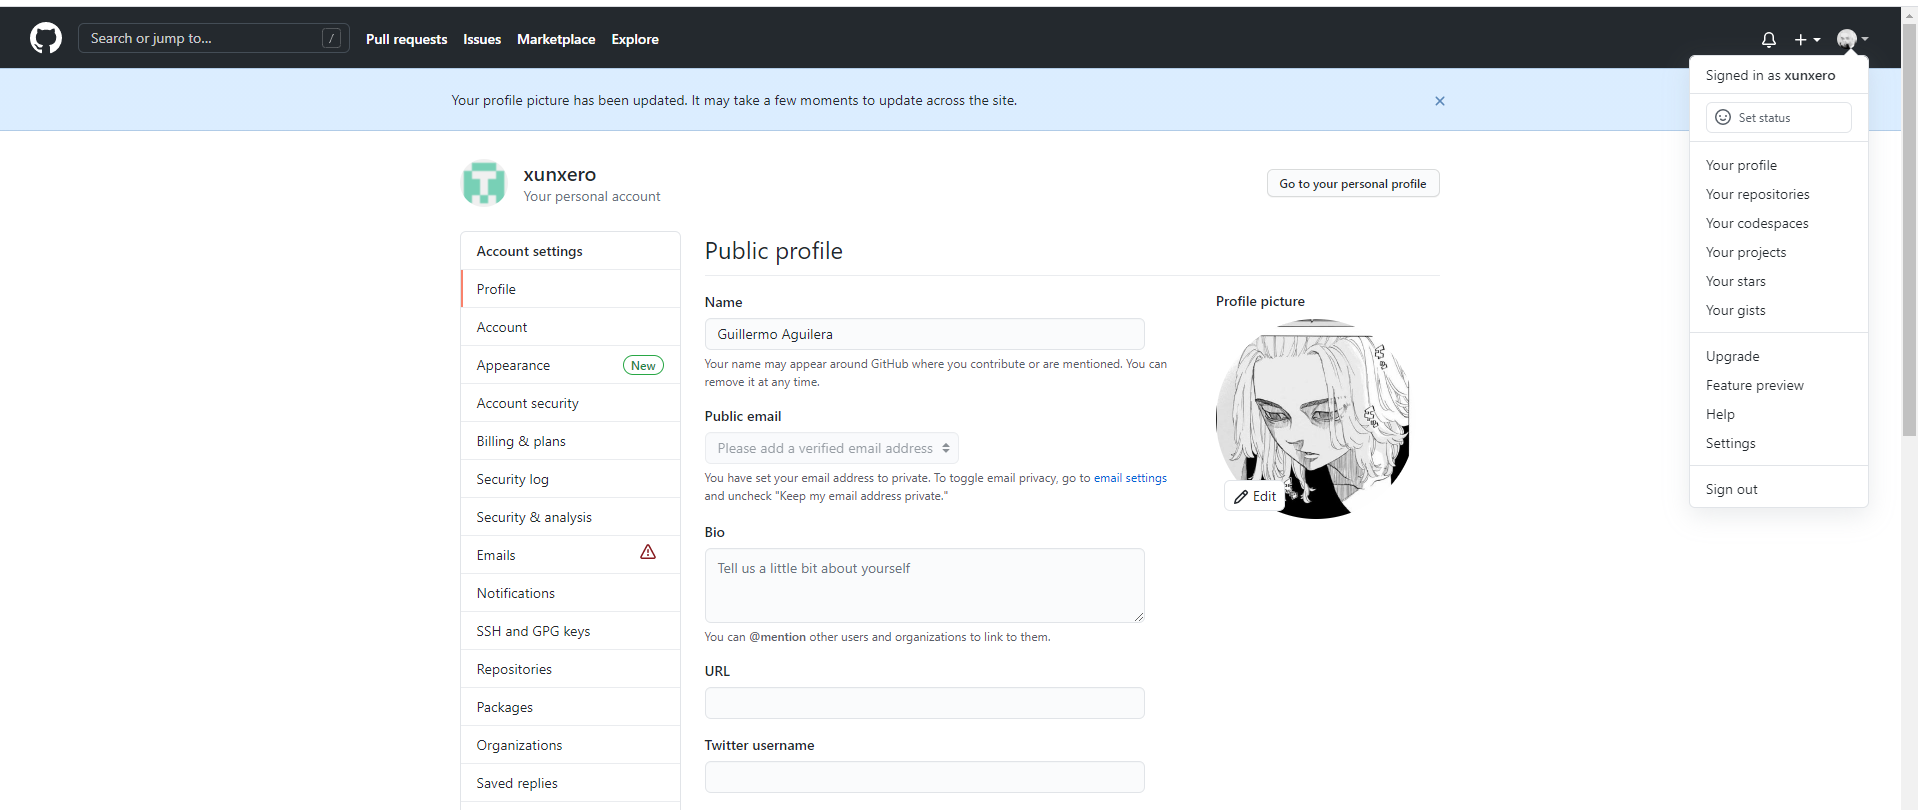 Search or jump to...
/
Pull requests
Issues
Marketplace
Explore
Your profile picture has been updated. It may take a few moments to update across the site.
Signed in as xunxero
Set status
Your profile
Your repositories
Your codespaces
Your projects
Your stars
Your gists
Upgrade
Feature preview
Help
Settings
Sign out
xunxero
Your personal account
Go to your personal profile
Account settings
Profile
Account
Appearance
New
Account security
Billing & plans
Security log
Security & analysis
Emails
Notifications
SSH and GPG keys
Repositories
Packages
Organizations
Saved replies
Public profile
Name
Guillermo Aguilera
Your name may appear around GitHub where you contribute or are mentioned. You can
remove it at any time.
Public email
Please add a verified email address
You have set your email address to private. To toggle email privacy, go to email settings
and uncheck "Keep my email address private."
Bio
Tell us a little bit about yourself
You can @mention other users and organizations to link to them.
URL
Twitter username
Profile picture
Edit